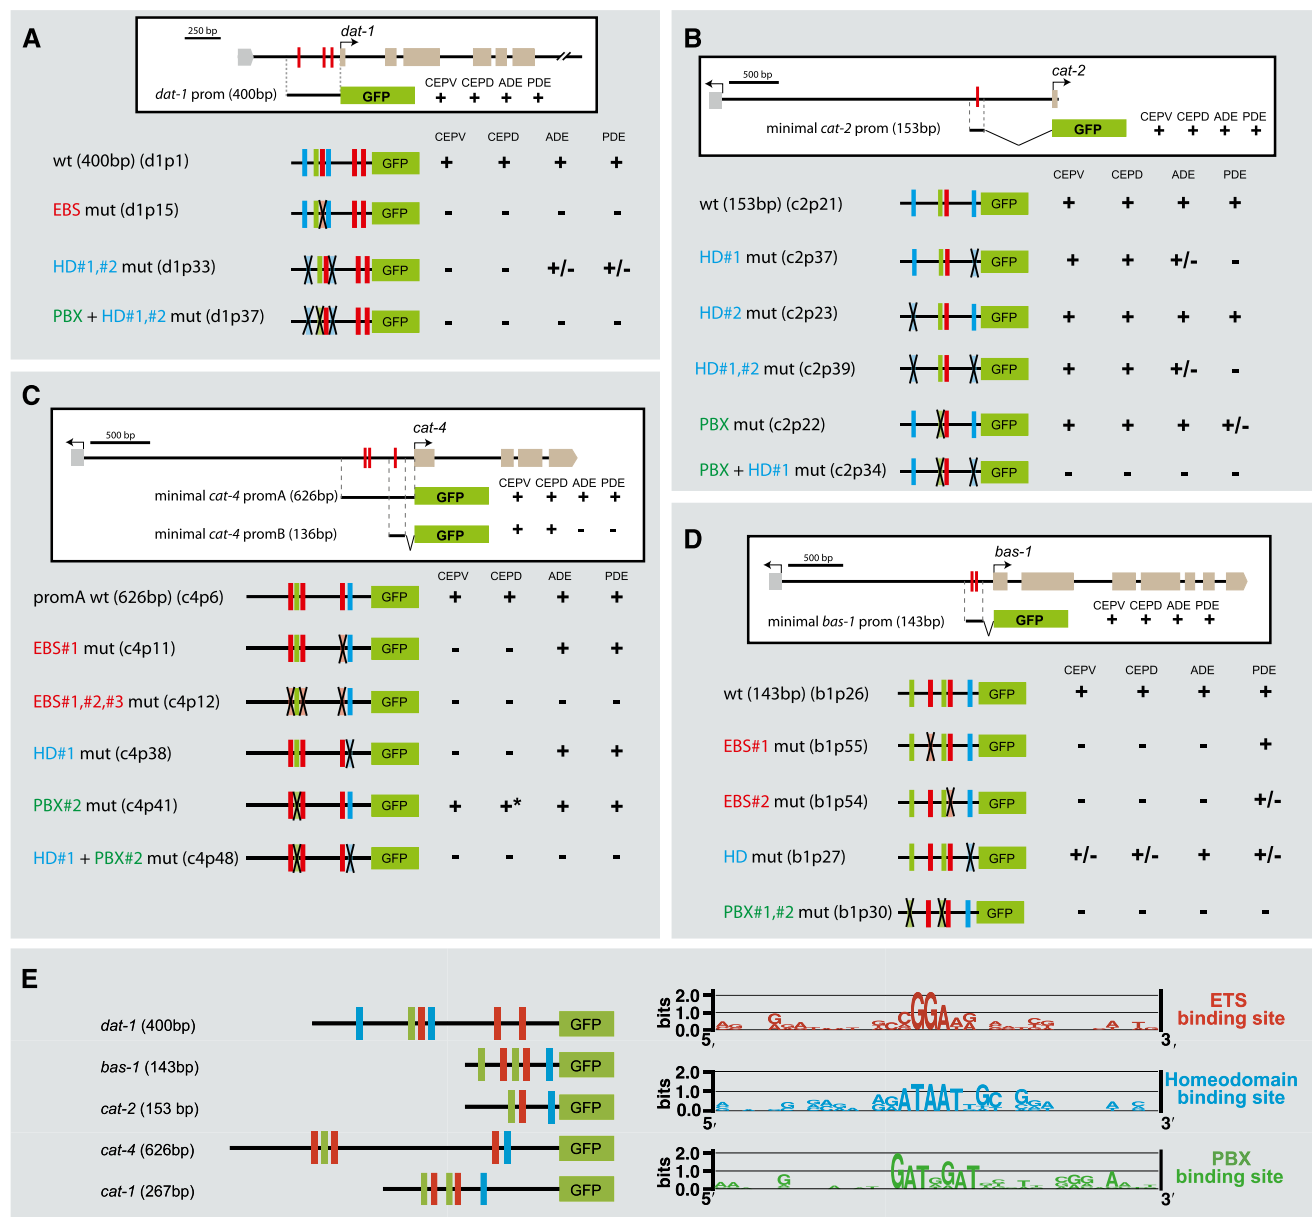 A
250 bp
dat-1
CEPV CEPD ADE PDE
dat-1 prom (400bp) GFP + + + +
CEPV CEPD ADE PDE
wt (400bp) (d1p1) GFP + + + +
EBS mut (d1p15) GFP - - - -
HD#1,#2 mut (d1p33) GFP - - +/- +/-
PBX + HD#1,#2 mut (d1p37) GFP - - - -
B
500 bp
cat-2
CEPV CEPD ADE PDE
minimal cat-2 prom (153bp) GFP + + + +
CEPV CEPD ADE PDE
wt (153bp) (c2p21) GFP + + + +
HD#1 mut (c2p37) GFP + + +/- -
HD#2 mut (c2p23) GFP + + + +
HD#1,#2 mut (c2p39) GFP + + +/- -
PBX mut (c2p22) GFP + + + +/-
PBX + HD#1 mut (c2p34) GFP - - - -
C
500 bp
cat-4
CEPV CEPD ADE PDE
minimal cat-4 promA (626bp) GFP + + + +
minimal cat-4 promB (136bp) GFP + + - -
CEPV CEPD ADE PDE
promA wt (626bp) (c4p6) GFP + + + +
EBS#1 mut (c4p11) GFP - - + +
EBS#1,#2,#3 mut (c4p12) GFP - - - -
HD#1 mut (c4p38) GFP - - + +
PBX#2 mut (c4p41) GFP + +* + +
HD#1 + PBX#2 mut (c4p48) GFP - - - -
D
500 bp
bas-1
CEPV CEPD ADE PDE
minimal bas-1 prom (143bp) GFP + + + +
CEPV CEPD ADE PDE
wt (143bp) (b1p26) GFP + + + +
EBS#1 mut (b1p55) GFP - - - +
EBS#2 mut (b1p54) GFP - - - +/-
HD mut (b1p27) GFP +/- +/- + +/-
PBX#1,#2 mut (b1p30) GFP - - - -
E
dat-1 (400bp) GFP
bas-1 (143bp) GFP
cat-2 (153 bp) GFP
cat-4 (626bp) GFP
cat-1 (267bp) GFP
bits
2.0
1.0
0.0
5′
3′
ETS
binding site
bits
2.0
1.0
0.0
ATAAT
5′
3′
Homeodomain
binding site
bits
2.0
1.0
0.0
5′
3′
PBX
binding site